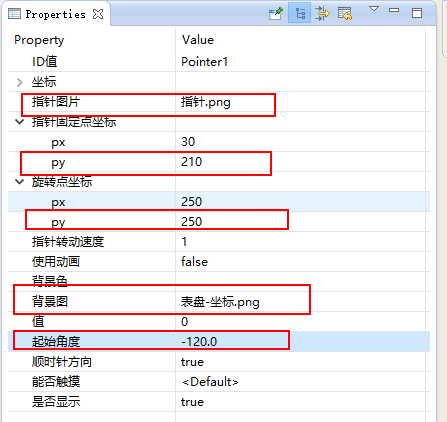 Properties
Property Value
ID值 Pointer1
坐标
指针图片 指针.png
指针固定点坐标
px 30
py 210
旋转点坐标
px 250
py 250
指针转动速度 1
使用动画 false
背景色
背景图 表盘-坐标.png
值 0
起始角度 -120.0
顺时针方向 true
能否触摸 <Default>
是否显示 true